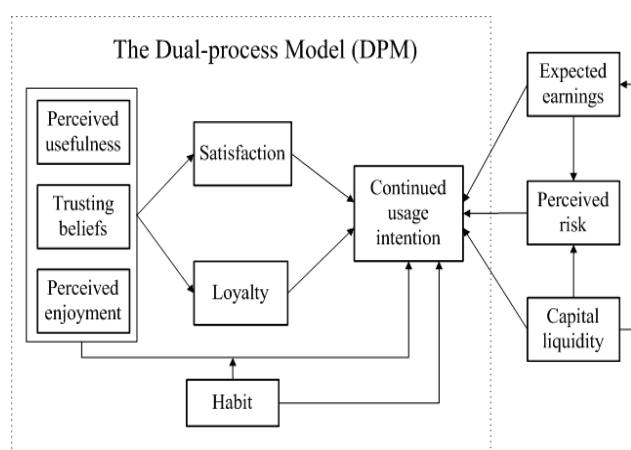 The Dual-process Model (DPM)
Perceived
usefulness
Trusting
beliefs
Perceived
enjoyment
Satisfaction
Loyalty
Habit
Continued
usage
intention
Expected
earnings
Perceived
risk
Capital
liquidity